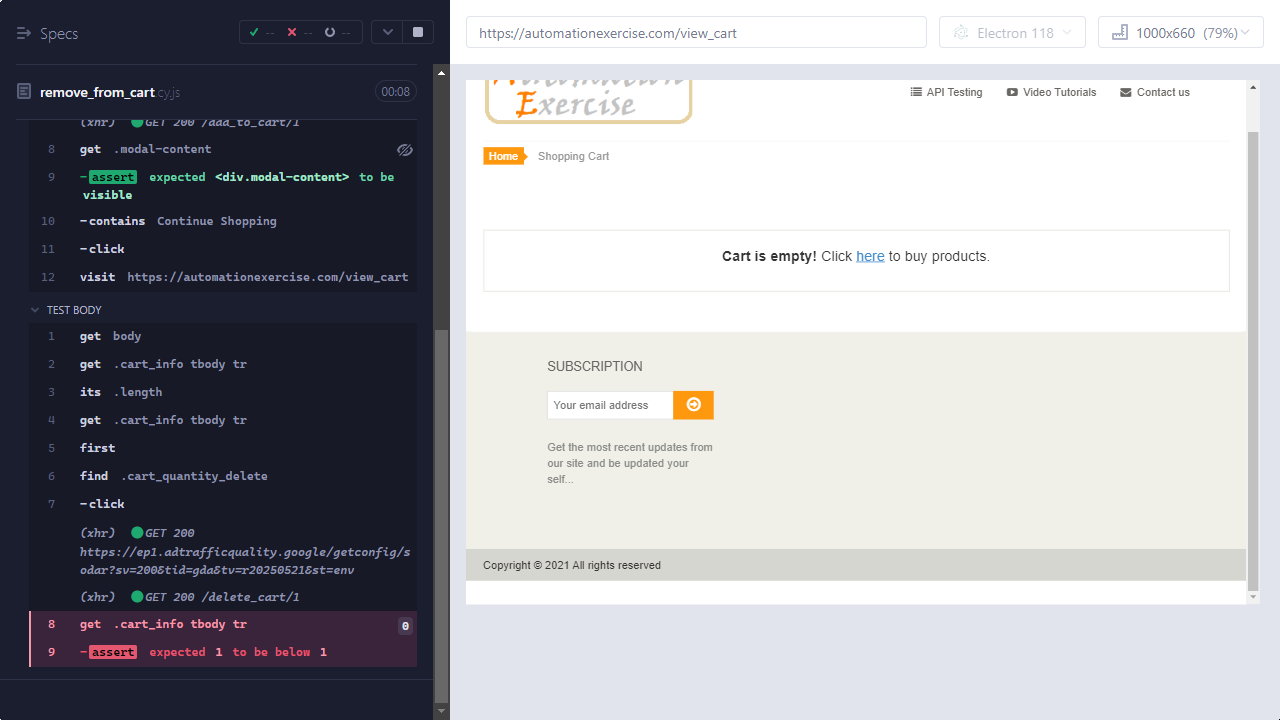 Specs
--
--
--
https://automationexercise.com/view_cart
Electron 118
1000x660 (79%)
remove_from_cart.cy.js
00:08
(xhr) GET 200 /add_to_cart/1
8 get .modal-content
9 -assert expected <div.modal-content> to be
visible
10 -contains Continue Shopping
11 -click
12 visit https://automationexercise.com/view_cart
TEST BODY
1 get body
2 get .cart_info tbody tr
3 its .length
4 get .cart_info tbody tr
5 first
6 find .cart_quantity_delete
7 -click
(xhr) GET 200
https://ep1.adtrafficquality.google/getconfig/s
odar?sv=200&tid=gda&tv=r20250521&st=env
(xhr) GET 200 /delete_cart/1
8 get .cart_info tbody tr 0
9 -assert expected 1 to be below 1
Automation
Exercise
API Testing
Video Tutorials
Contact us
Home
Shopping Cart
Cart is empty! Click here to buy products.
SUBSCRIPTION
Your email address
Get the most recent updates from
our site and be updated your
self...
Copyright © 2021 All rights reserved